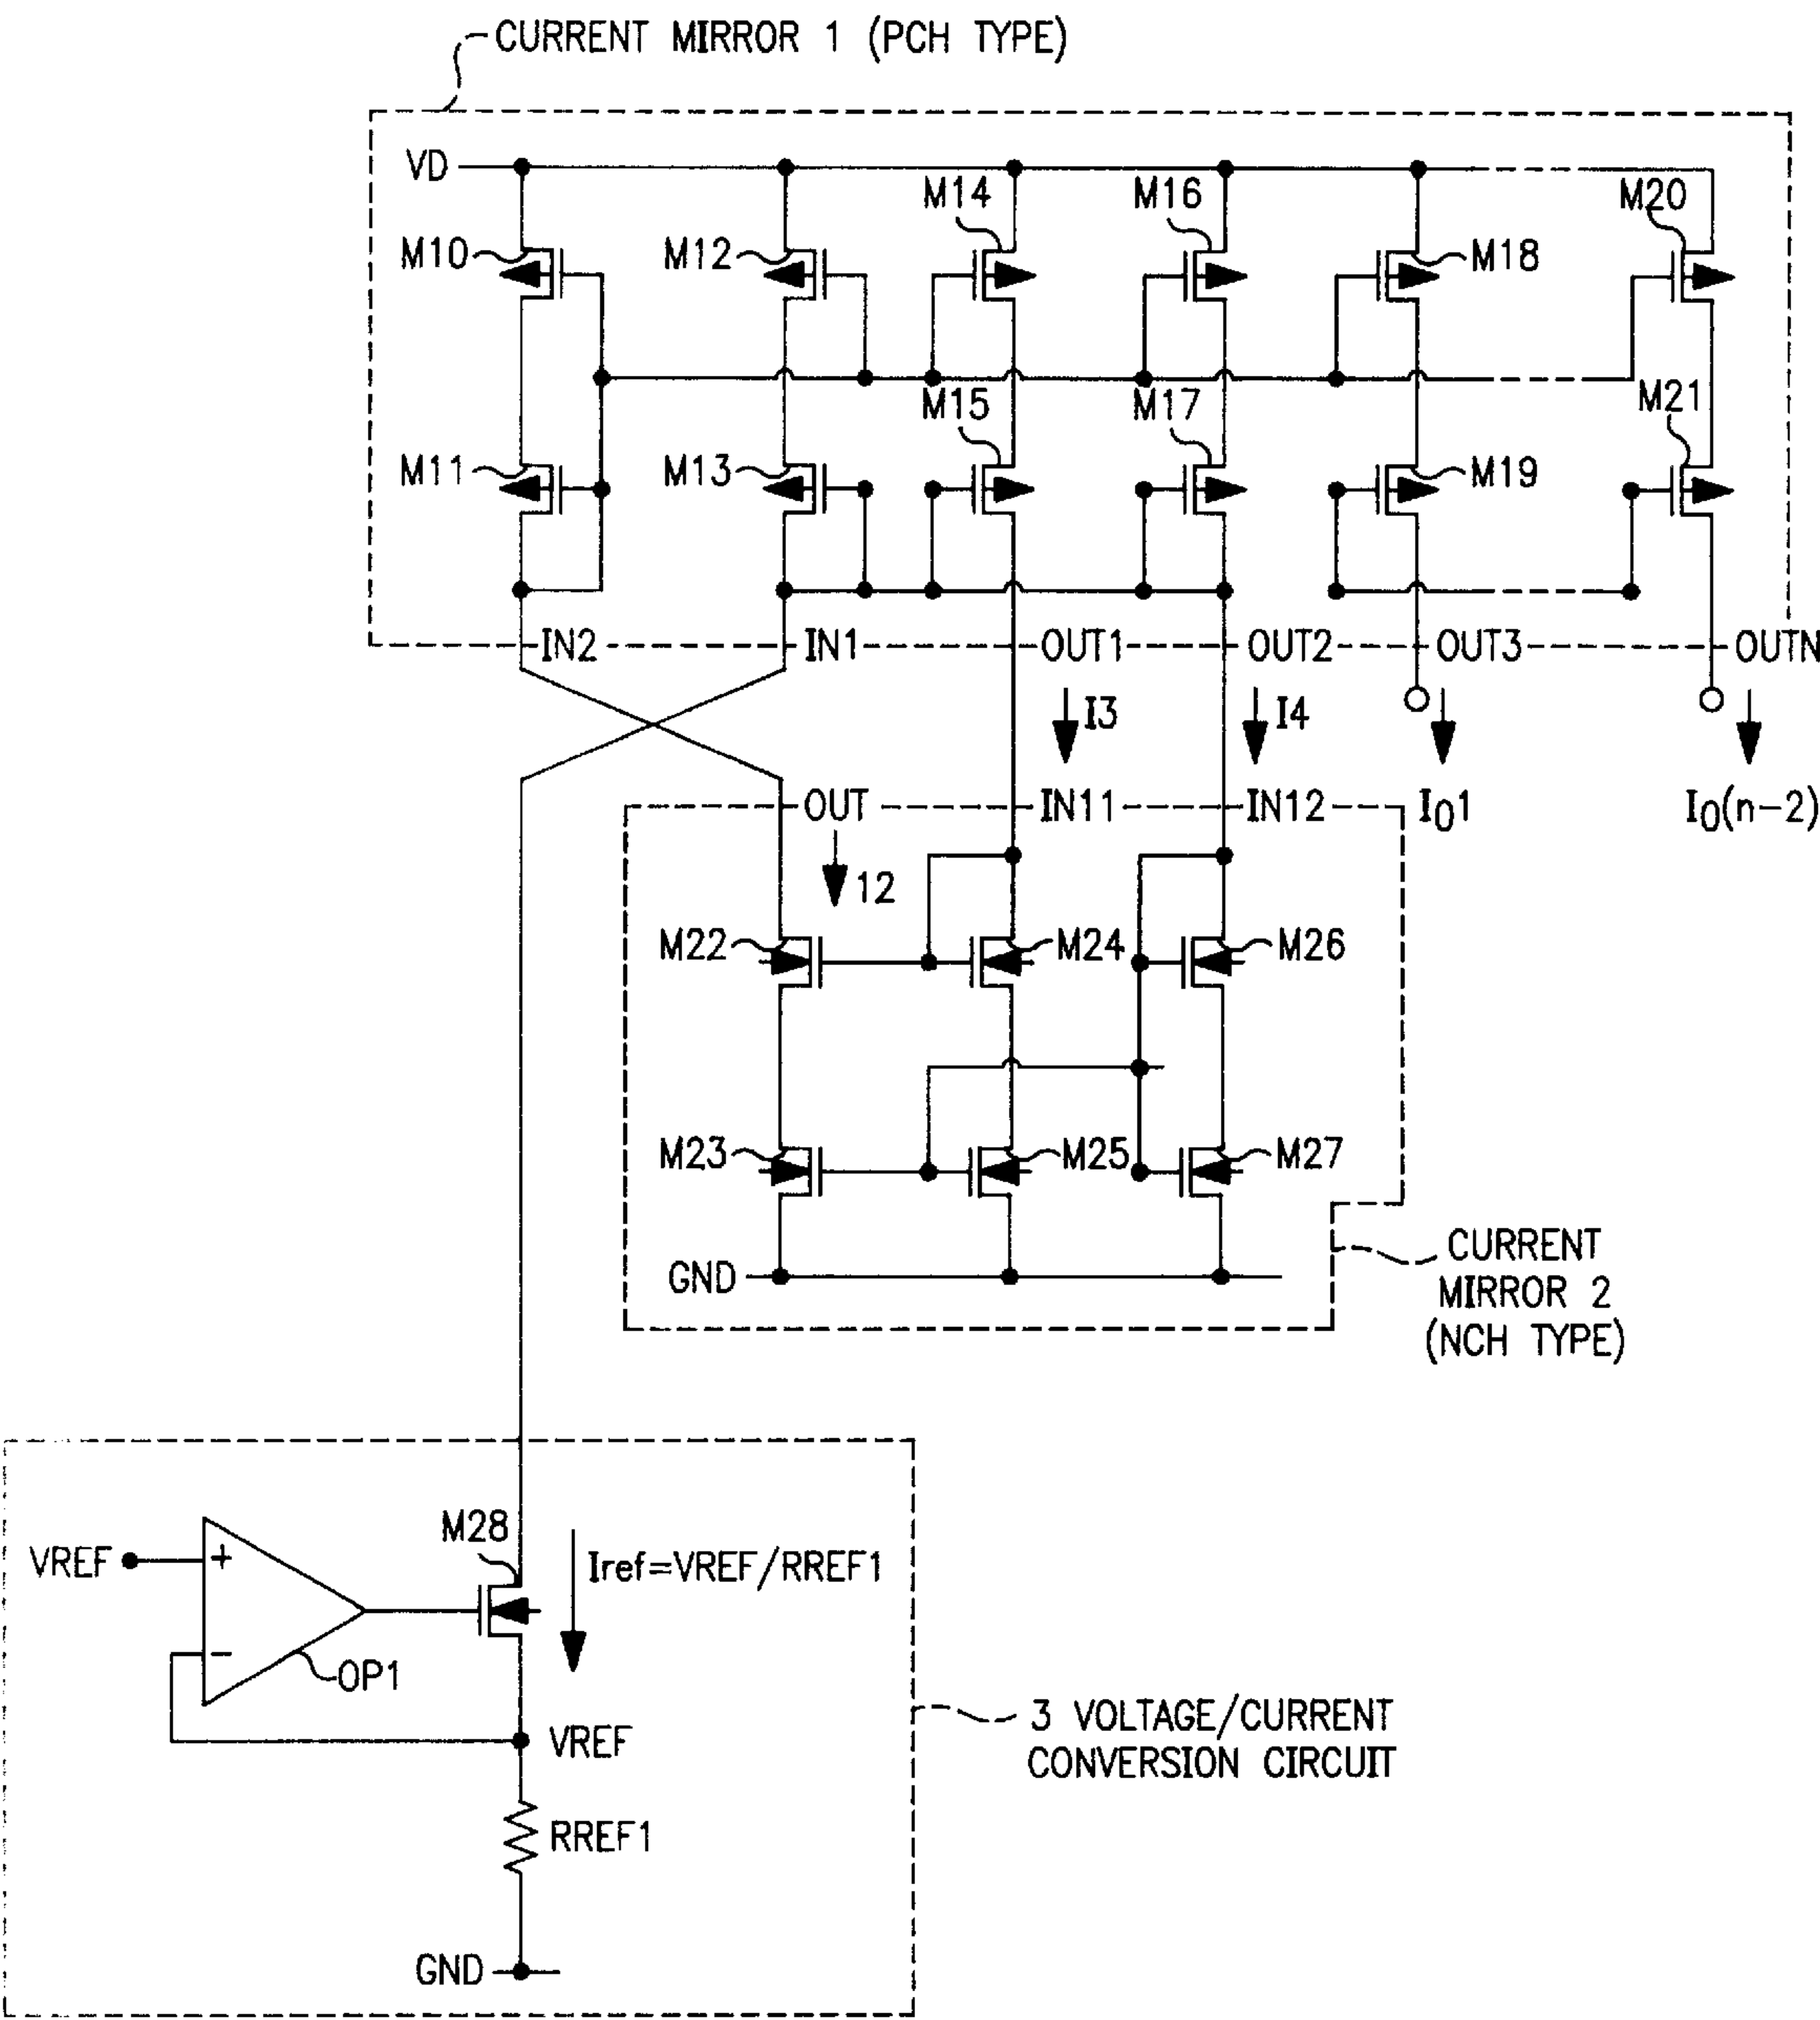 CURRENT MIRROR 1 (PCH TYPE)
VD
M10
M12
M14
M16
M18
M20
M11
M13
M15
M17
M19
M21
IN2
IN1
OUT1
OUT2
OUT3
OUTN
I3
I4
I01
I0(n-2)
OUT
IN11
IN12
12
M22
M24
M26
M23
M25
M27
GND
CURRENT
MIRROR 2
(NCH TYPE)
M28
VREF
+
-
OP1
Iref=VREF/RREF1
VREF
RREF1
GND
3 VOLTAGE/CURRENT
CONVERSION CIRCUIT